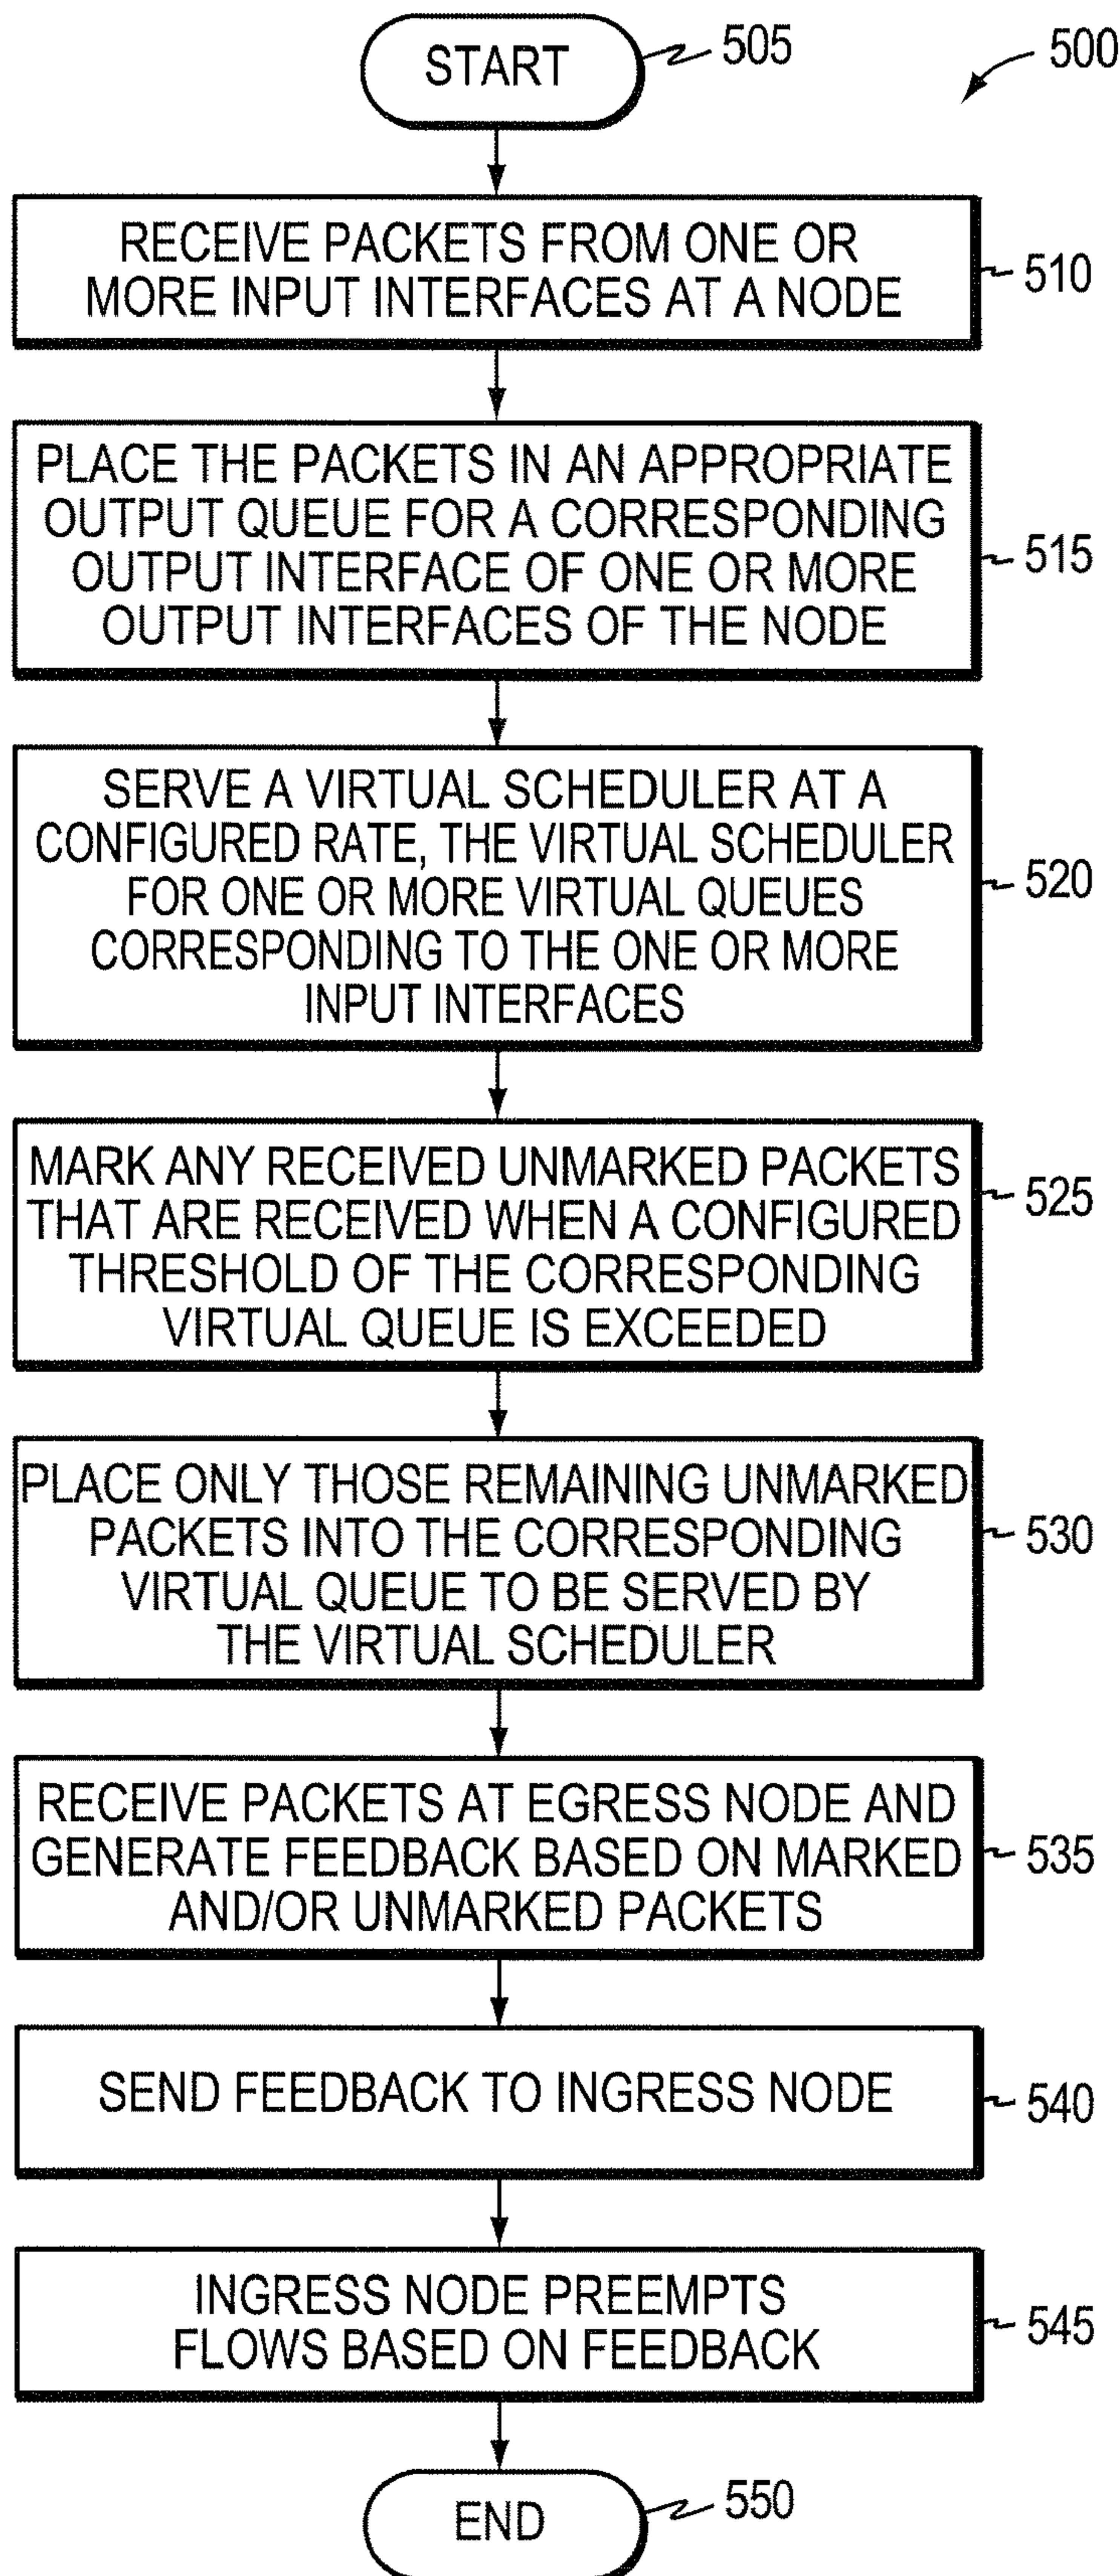 START
505
500
RECEIVE PACKETS FROM ONE OR
MORE INPUT INTERFACES AT A NODE
510
PLACE THE PACKETS IN AN APPROPRIATE
OUTPUT QUEUE FOR A CORRESPONDING
OUTPUT INTERFACE OF ONE OR MORE
OUTPUT INTERFACES OF THE NODE
515
SERVE A VIRTUAL SCHEDULER AT A
CONFIGURED RATE, THE VIRTUAL SCHEDULER
FOR ONE OR MORE VIRTUAL QUEUES
CORRESPONDING TO THE ONE OR MORE
INPUT INTERFACES
520
MARK ANY RECEIVED UNMARKED PACKETS
THAT ARE RECEIVED WHEN A CONFIGURED
THRESHOLD OF THE CORRESPONDING
VIRTUAL QUEUE IS EXCEEDED
525
PLACE ONLY THOSE REMAINING UNMARKED
PACKETS INTO THE CORRESPONDING
VIRTUAL QUEUE TO BE SERVED BY
THE VIRTUAL SCHEDULER
530
RECEIVE PACKETS AT EGRESS NODE AND
GENERATE FEEDBACK BASED ON MARKED
AND/OR UNMARKED PACKETS
535
SEND FEEDBACK TO INGRESS NODE
540
INGRESS NODE PREEMPTS
FLOWS BASED ON FEEDBACK
545
END
550